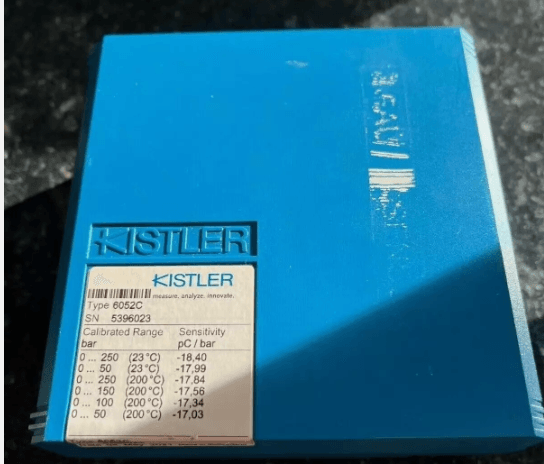 KISTLER
KISTLER
measure. analyze. innovate.
Type 6052C
SN 5396023
Calibrated Range Sensitivity
bar pC / bar
0 ... 250 (23°C) -18,40
0 ... 50 (23°C) -17,99
0 ... 250 (200°C) -17,84
0 ... 150 (200°C) -17,56
0 ... 100 (200°C) -17,34
0 ... 50 (200°C) -17,03